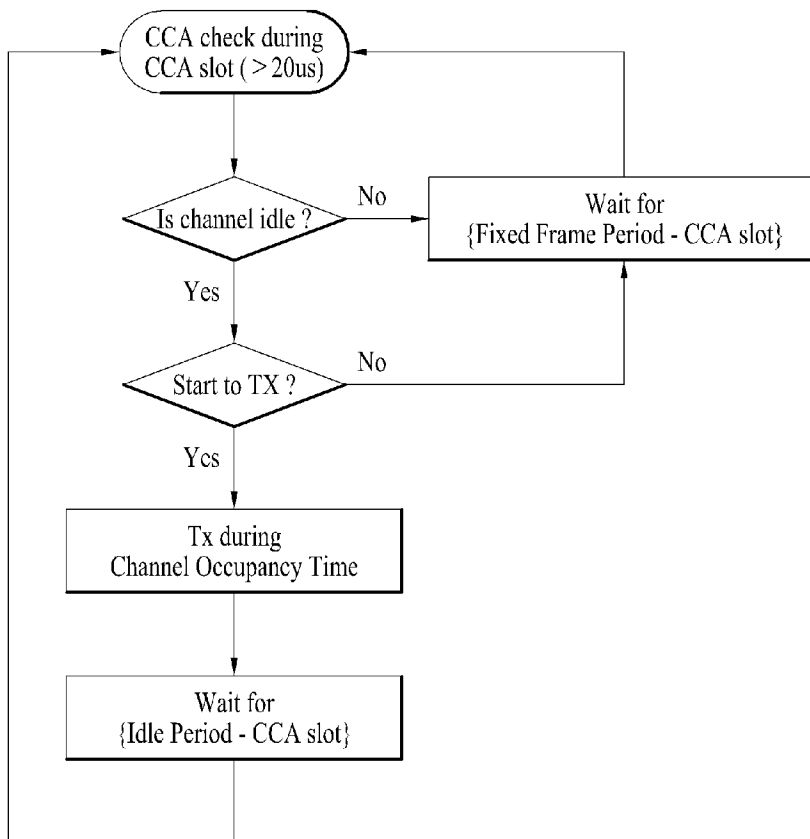 CCA check during
CCA slot ( > 20us)
Is channel idle ?
No
Wait for
{Fixed Frame Period - CCA slot}
Yes
Start to TX ?
No
Yes
Tx during
Channel Occupancy Time
Wait for
{Idle Period - CCA slot}